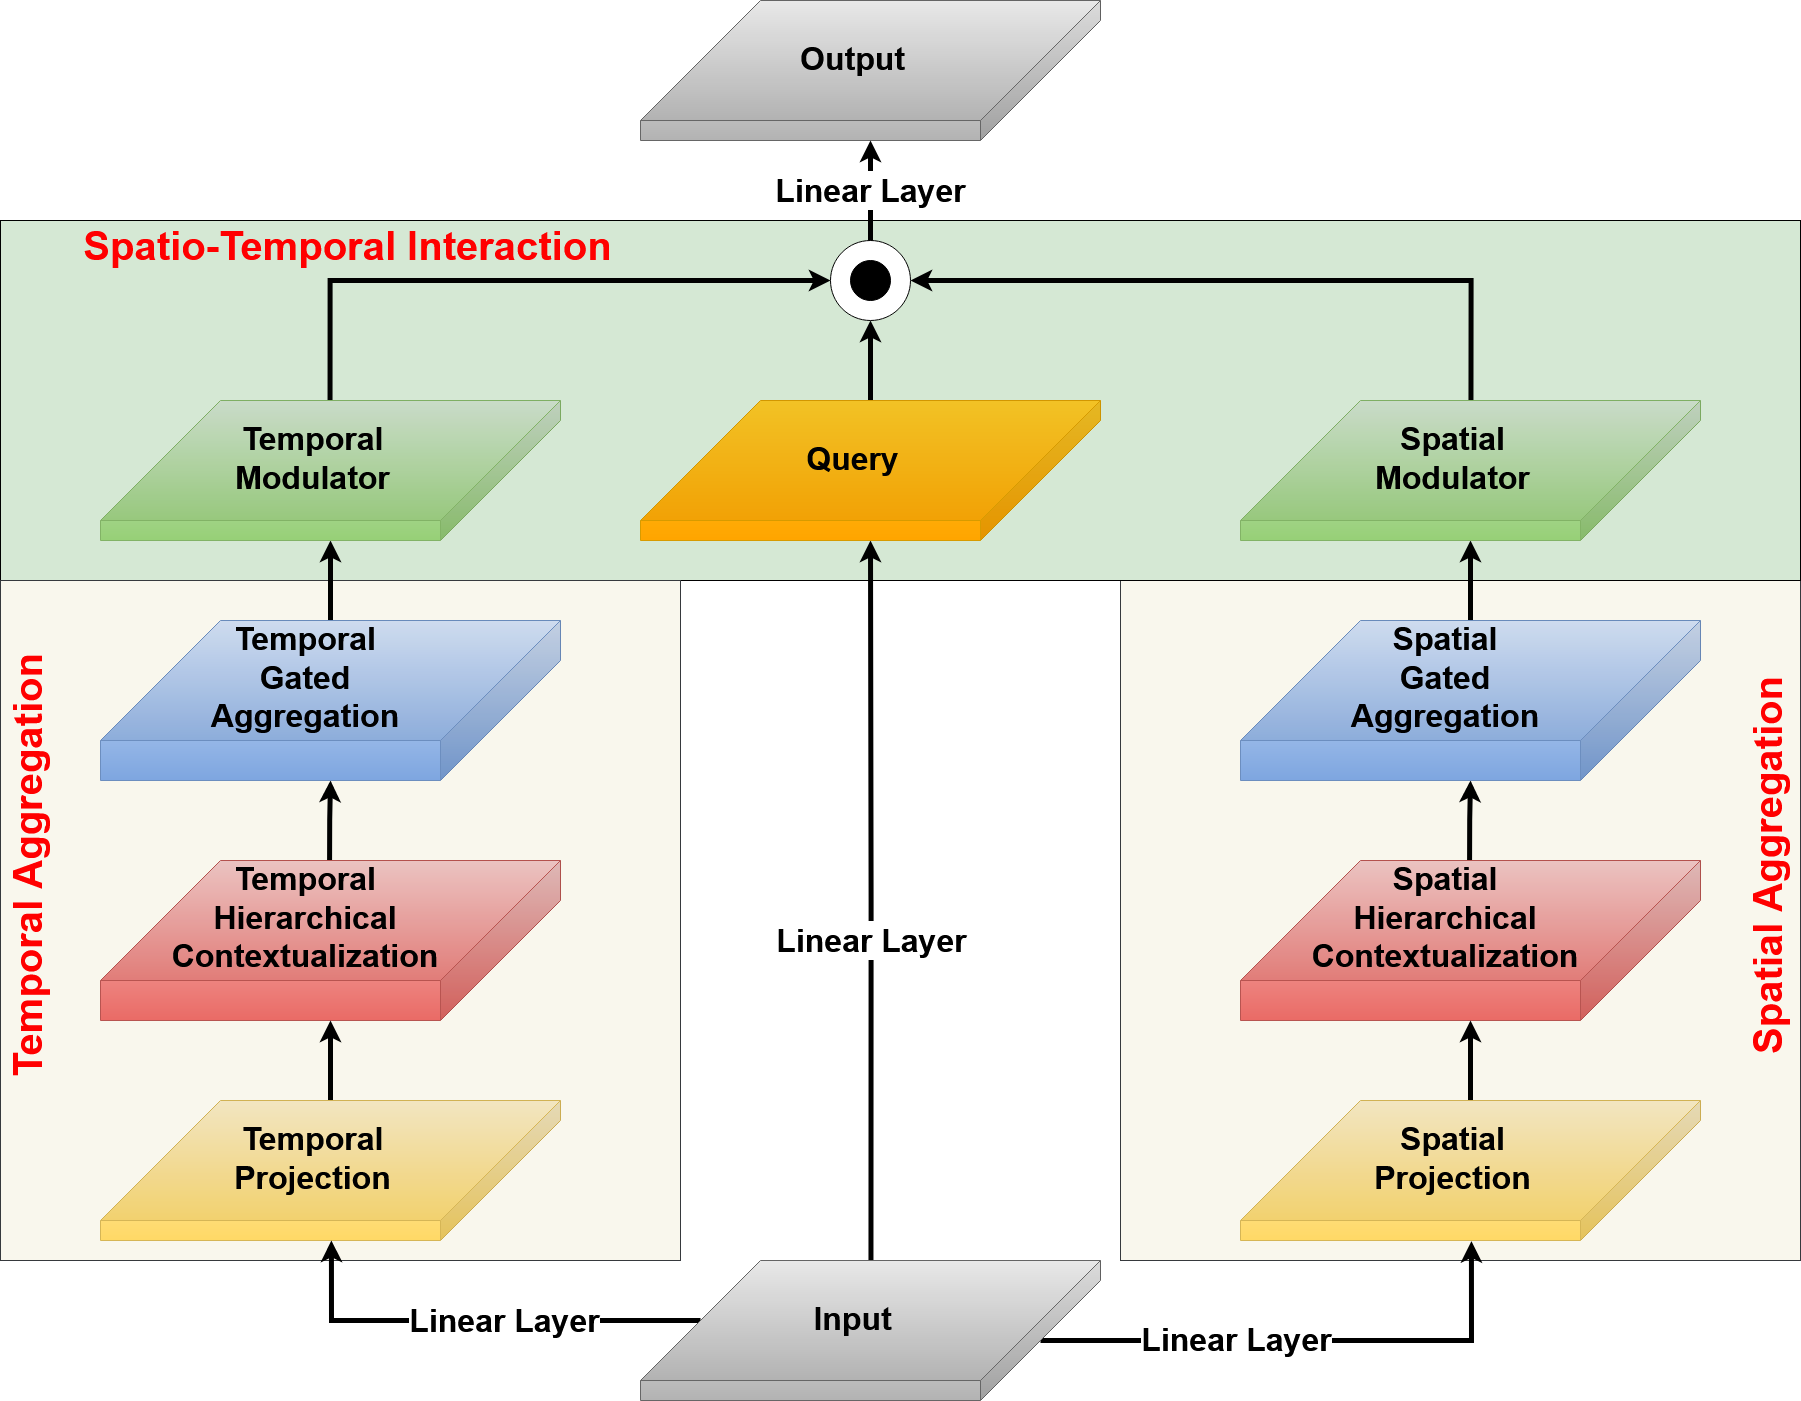 Output
Linear Layer
Spatio-Temporal Interaction
Temporal
Modulator
Query
Spatial
Modulator
Temporal Aggregation
Temporal
Gated
Aggregation
Spatial
Gated
Aggregation
Spatial Aggregation
Temporal
Hierarchical
Contextualization
Linear Layer
Spatial
Hierarchical
Contextualization
Temporal
Projection
Spatial
Projection
Linear Layer
Input
Linear Layer